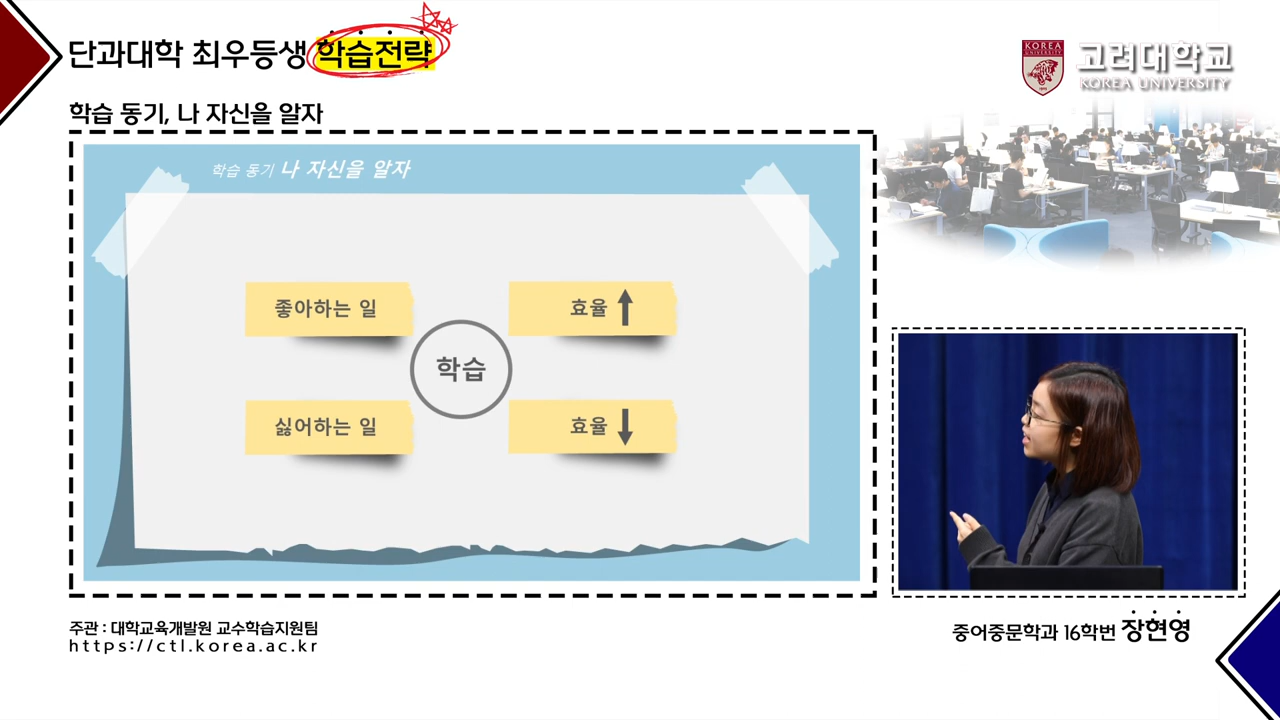 단과대학 최우등생 학습전략
KOREA
UNIVERSITY
고려대학교
KOREA UNIVERSITY
학습 동기, 나 자신을 알자
학습 동기 나 자신을 알자
좋아하는 일
효율
학습
싫어하는 일
효율
주관 : 대학교육개발원 교수학습지원팀
https://ctl.korea.ac.kr
중어중문학과 16학번 장현영